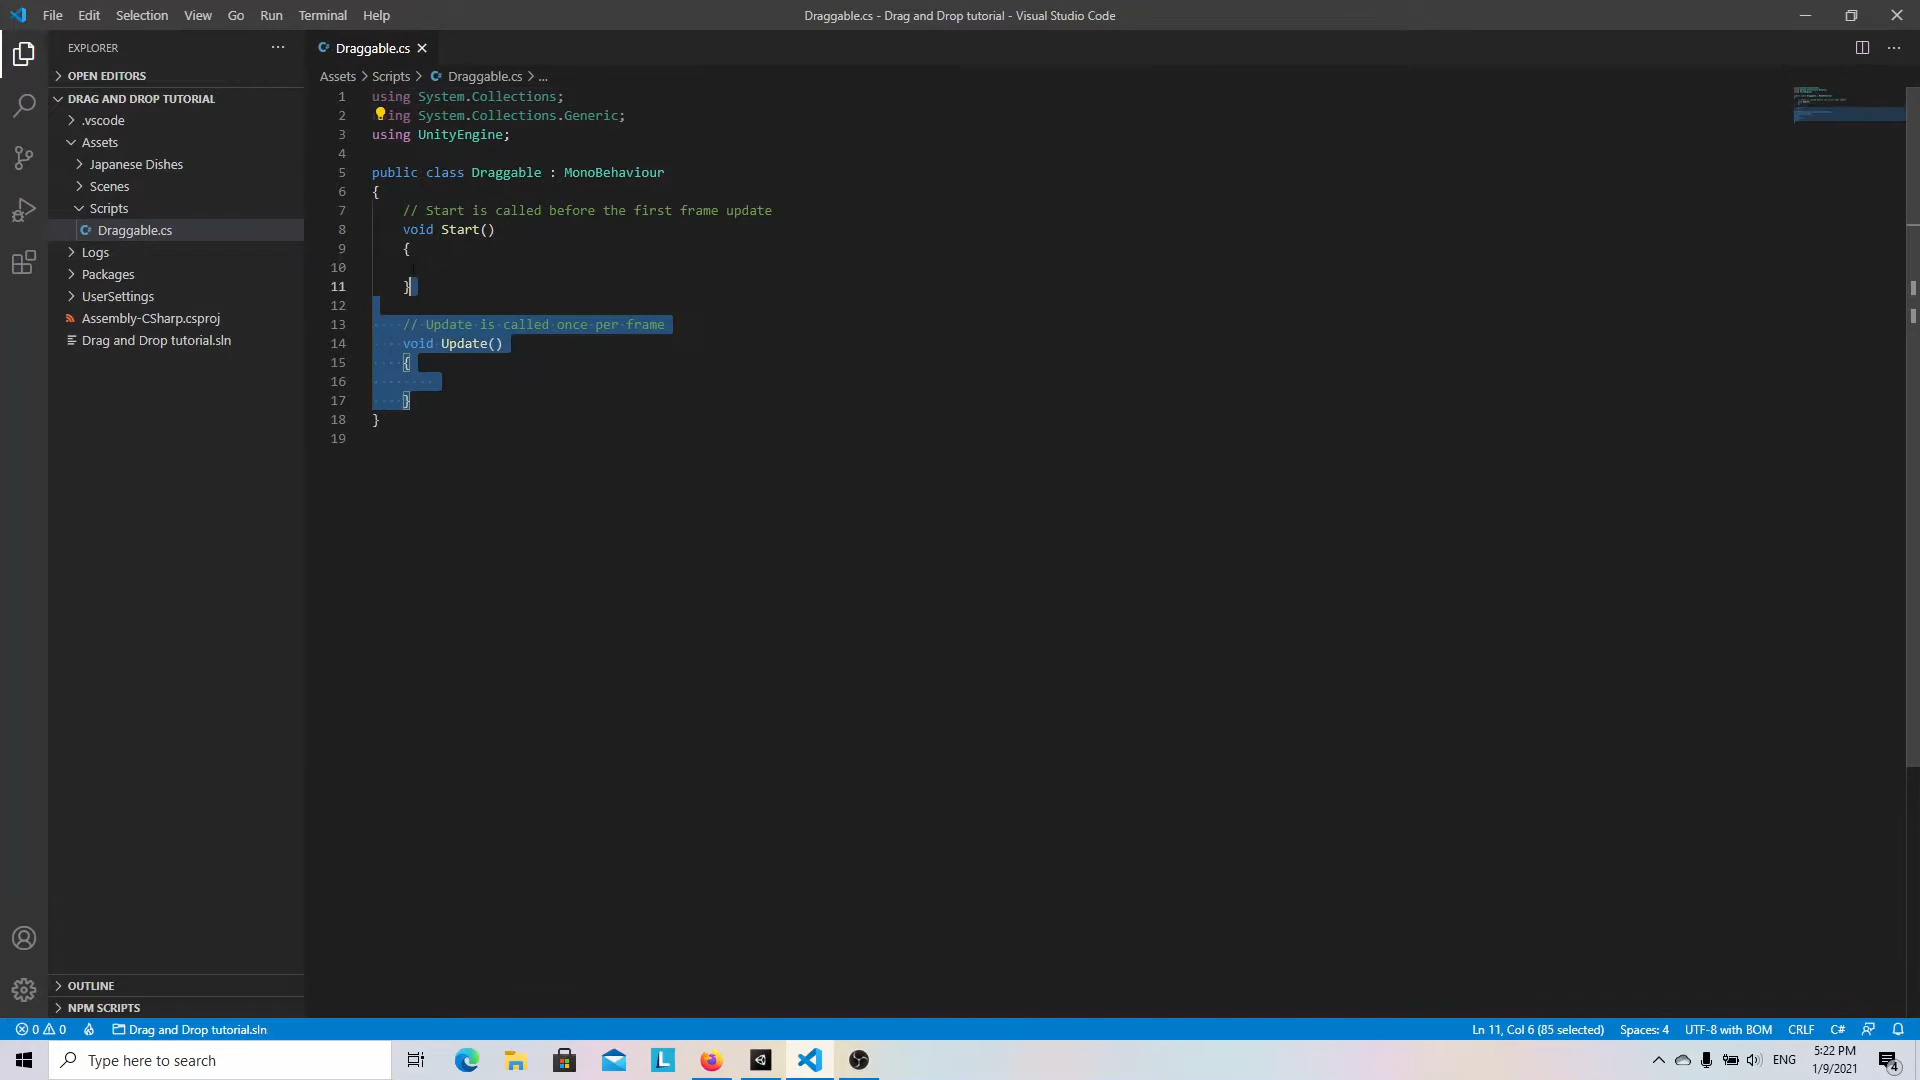 File Edit Selection View Go Run Terminal Help
Draggable.cs - Drag and Drop tutorial - Visual Studio Code
EXPLORER
OPEN EDITORS
DRAG AND DROP TUTORIAL
.vscode
Assets
Japanese Dishes
Scenes
Scripts
Draggable.cs
Logs
Packages
UserSettings
Assembly-CSharp.csproj
Drag and Drop tutorial.sln
OUTLINE
NPM SCRIPTS
Draggable.cs
Assets > Scripts > Draggable.cs > ...
1 using System.Collections;
2 ing System.Collections.Generic;
3 using UnityEngine;
4
5 public class Draggable : MonoBehaviour
6 {
7 // Start is called before the first frame update
8 void Start()
9 {
10
11 }
12
13 // Update is called once per frame
14 void Update()
15 {
16
17 }
18 }
19
0 0 Drag and Drop tutorial.sln
Ln 11, Col 6 (85 selected) Spaces: 4 UTF-8 with BOM CRLF C#
Type here to search
L
ENG
5:22 PM
1/9/2021
4